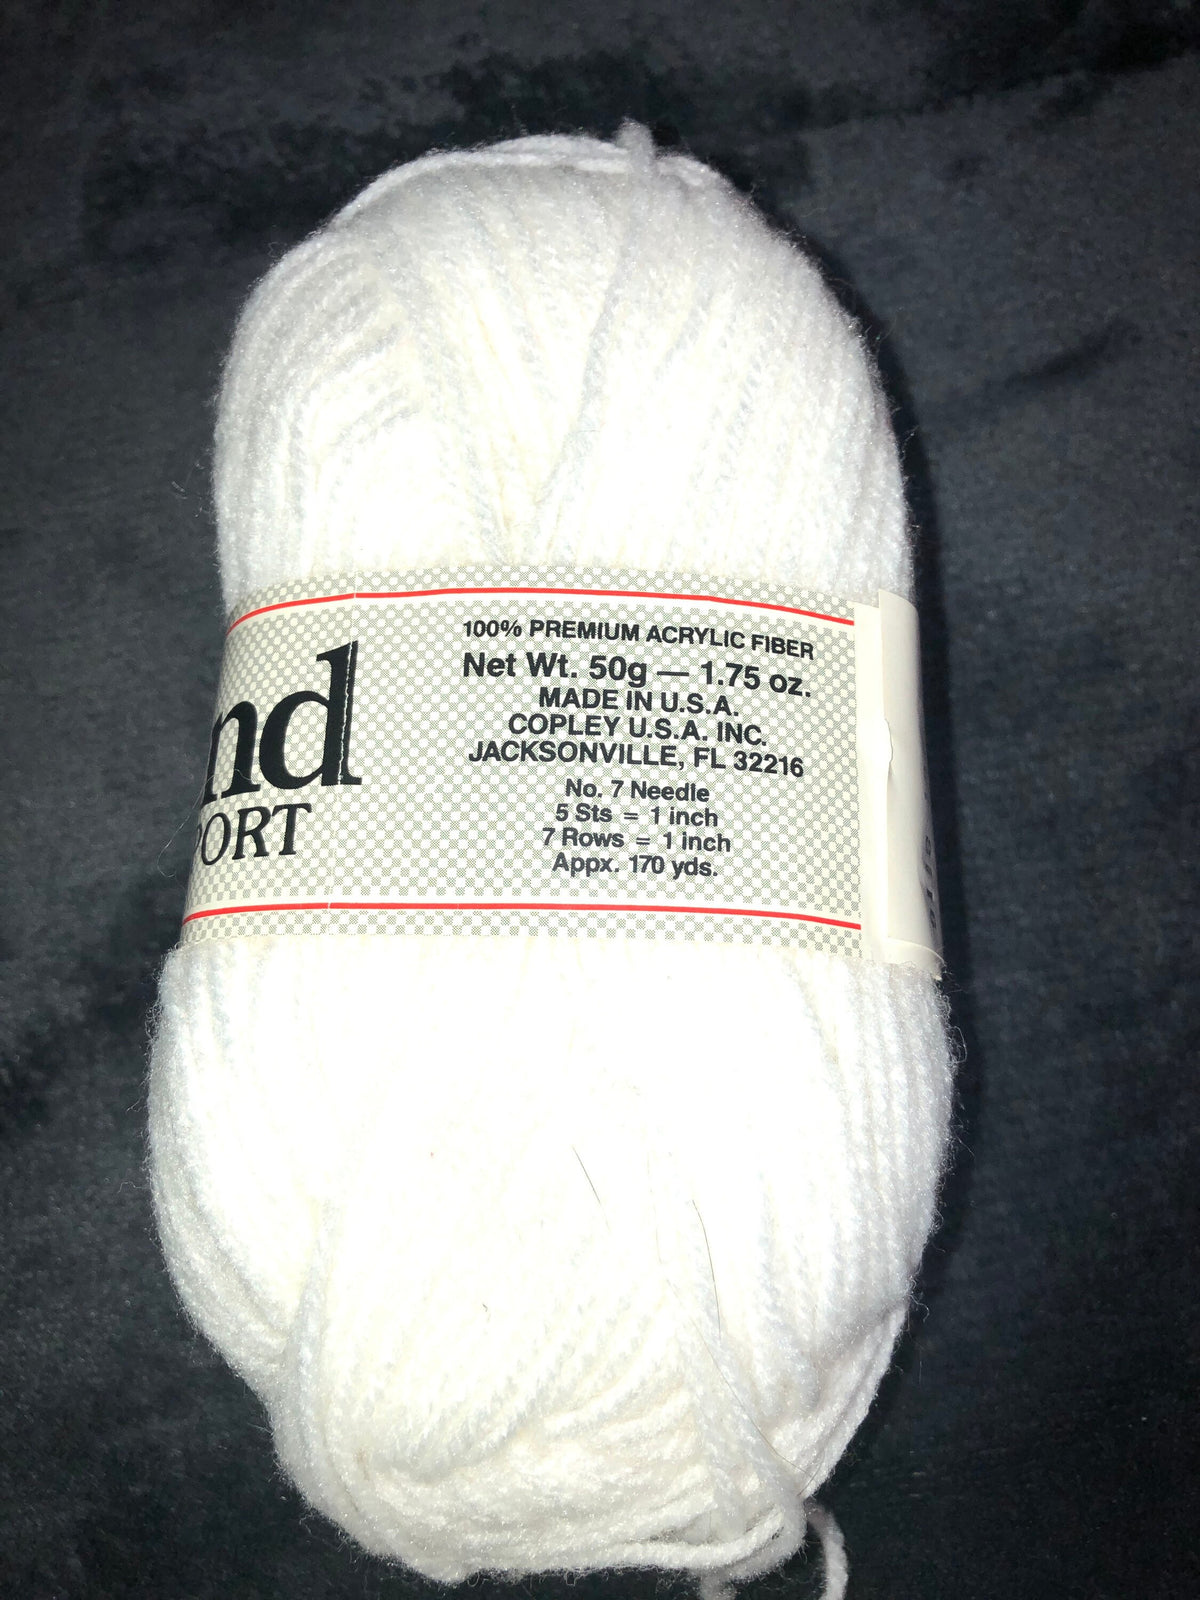 nd
PORT
100% PREMIUM ACRYLIC FIBER
Net Wt. 50g — 1.75 oz.
MADE IN U.S.A.
COPLEY U.S.A. INC.
JACKSONVILLE, FL 32216
No. 7 Needle
5 Sts = 1 inch
7 Rows = 1 inch
Appx. 170 yds.